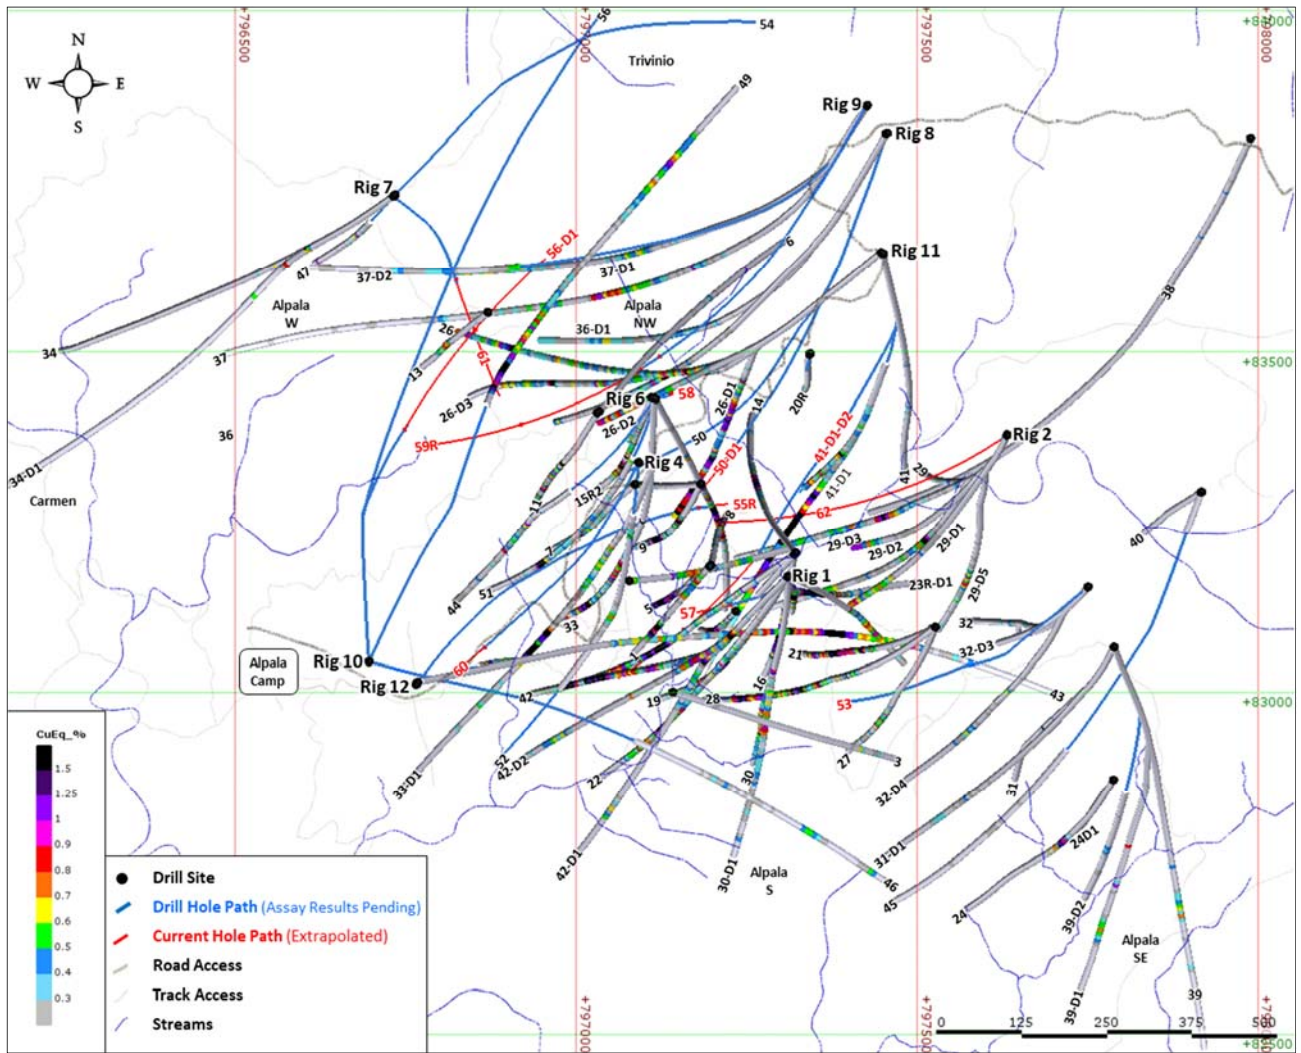 56
54
+84000
+796500
+797000
+797500
+798000
N
W
E
S
Trivinio
49
Rig 9
Rig 8
Rig 7
6
56-D1
Rig 11
47
37-D2
37-D1
38
Alpala
W
Alpala
NW
26
36-D1
34
37
+83500
61
13
26-D3
Rig 6
58
26-D1
14
20R
26-D2
59R
50
41-D1-D2
Rig 2
36
Rig 4
50-D1
41-D1
41
29
34-D1
Carmen
15R2
11
55R
62
8
9
7
29-D3
29-D2
29-D1
40
Rig 1
23R-D1
29-D5
44
51
5
57
33
32
32-D3
21
1
Alpala
Camp
Rig 10
Rig 12
60
42
19
28
16
53
43
+83000
52
42-D2
33-D1
22
30
27
3
32-D4
31
CuEq_%
1.5
1.25
1
0.9
0.8
0.7
0.6
0.5
0.4
0.3
42-D1
30-D1
Alpala
S
31-D1
46
45
24D1
24
39-D2
Alpala
SE
39-D1
39
Drill Site
Drill Hole Path (Assay Results Pending)
Current Hole Path (Extrapolated)
Road Access
Track Access
Streams
0 125 250 375 500